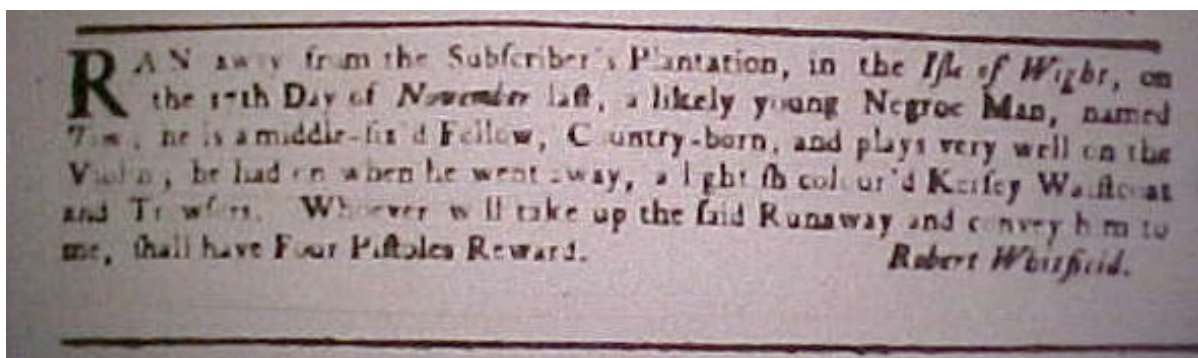 RAN away from the Subſcriber's Plantation, in the Iſle of Wight, on
the 17th Day of November laſt, a likely young Negroe Man, named
he is a middle-ſiz'd Fellow, Country-born, and plays very well on the
Violin; he had on when he went away, a lightiſh colour'd Kerſey Waiſtcoat
and Trowſers. Whoever will take up the ſaid Runaway and convey him to
me, ſhall have Four Piſtoles Reward. Robert Whitfield.